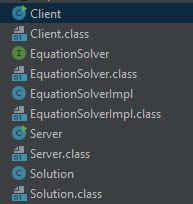 Client
Client.class
EquationSolver
EquationSolver.class
EquationSolverImpl
EquationSolverImpl.class
Server
Server.class
Solution
Solution.class